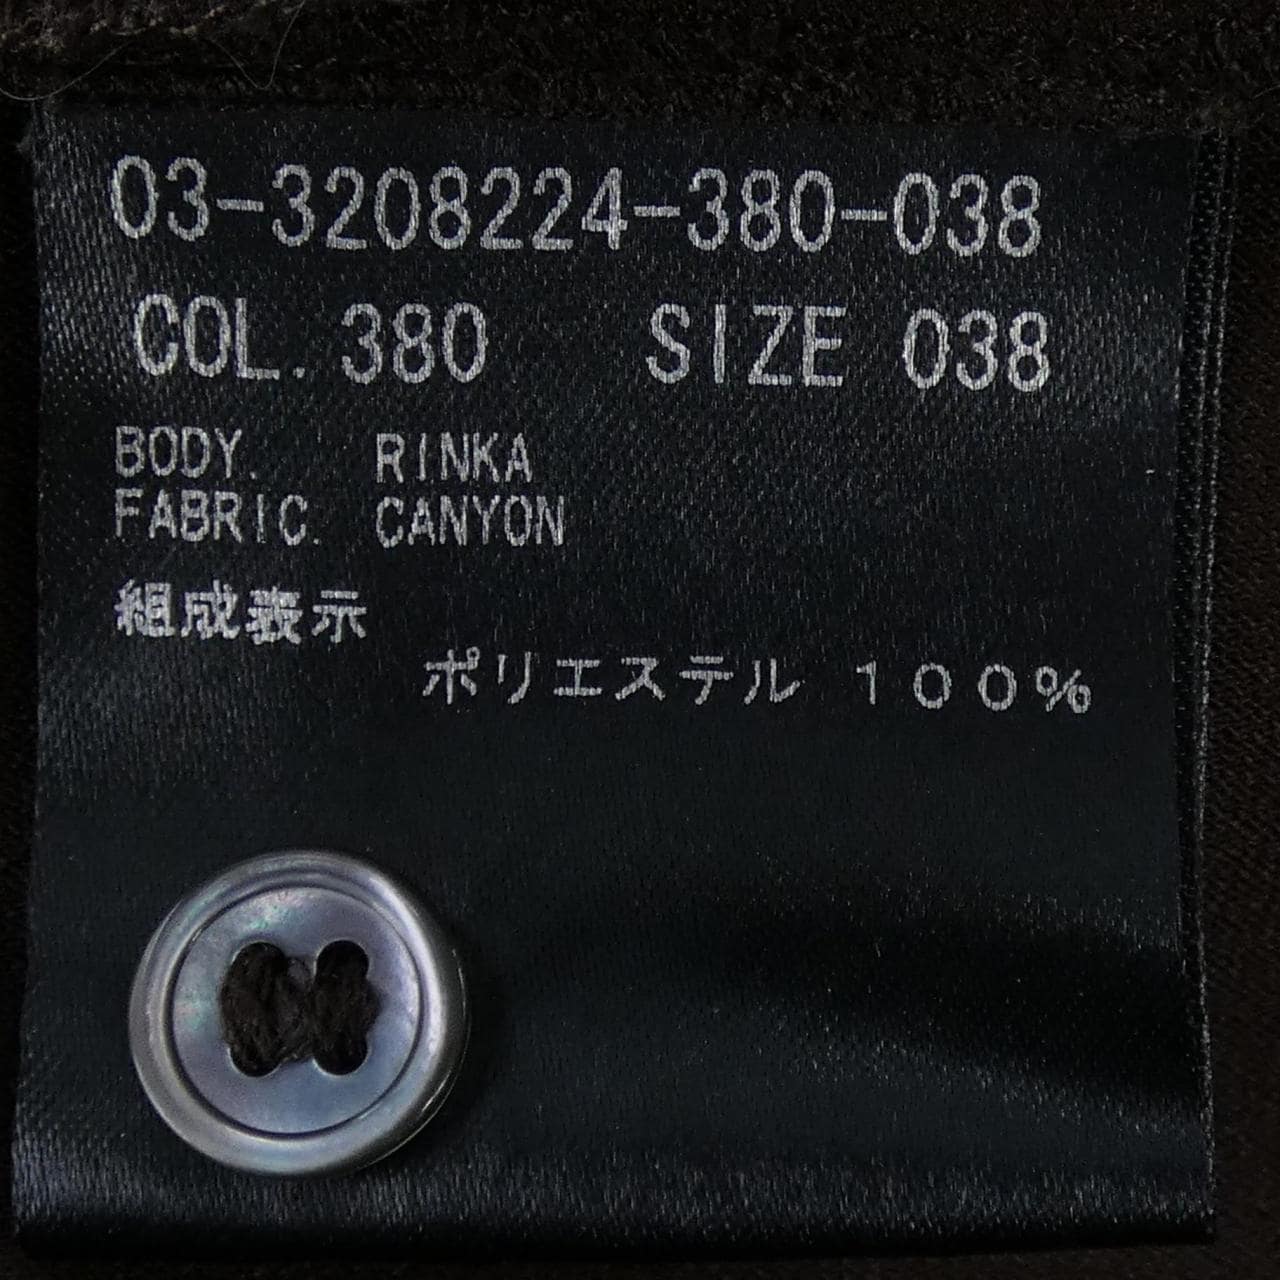 03-3208224-380-038
COL. 380 SIZE 038
BODY. RINKA
FABRIC. CANYON
組成表示
ポリエステル 100%